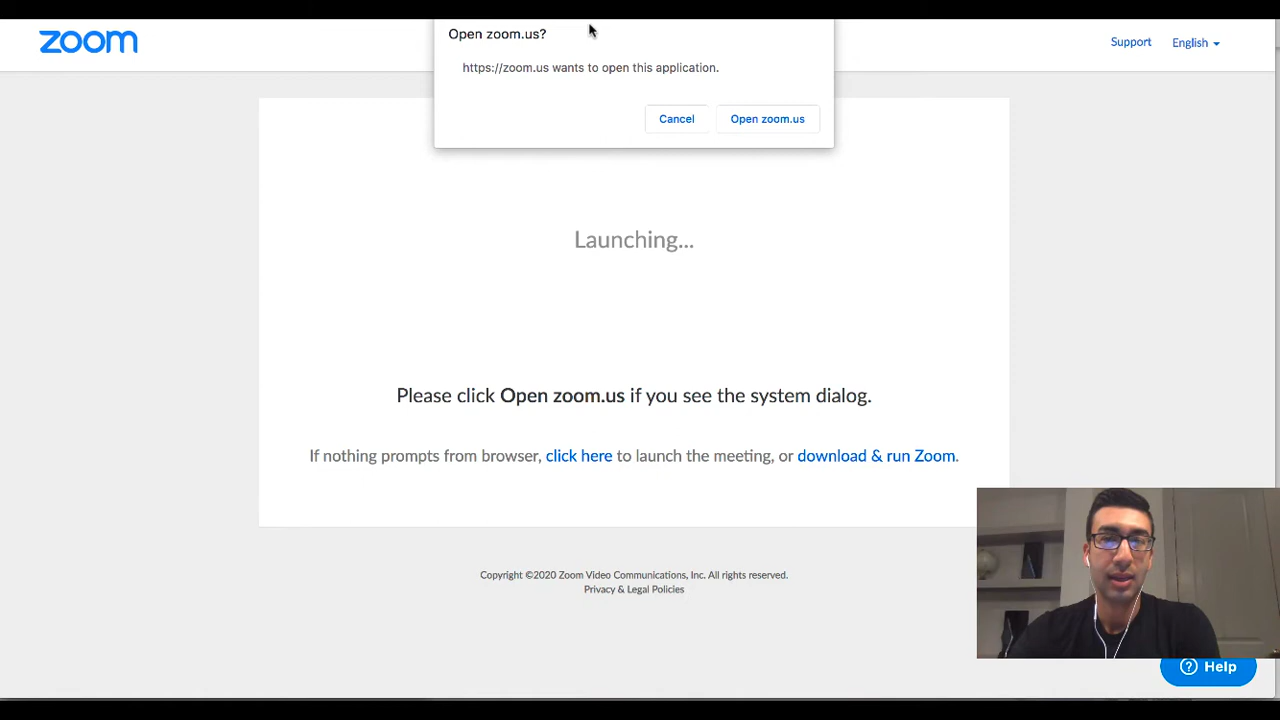 zoom
Open zoom.us?
Support
English
https://zoom.us wants to open this application.
Cancel
Open zoom.us
Launching...
Please click Open zoom.us if you see the system dialog.
If nothing prompts from browser, click here to launch the meeting, or download & run Zoom.
Copyright ©2020 Zoom Video Communications, Inc. All rights reserved.
Privacy & Legal Policies
Help